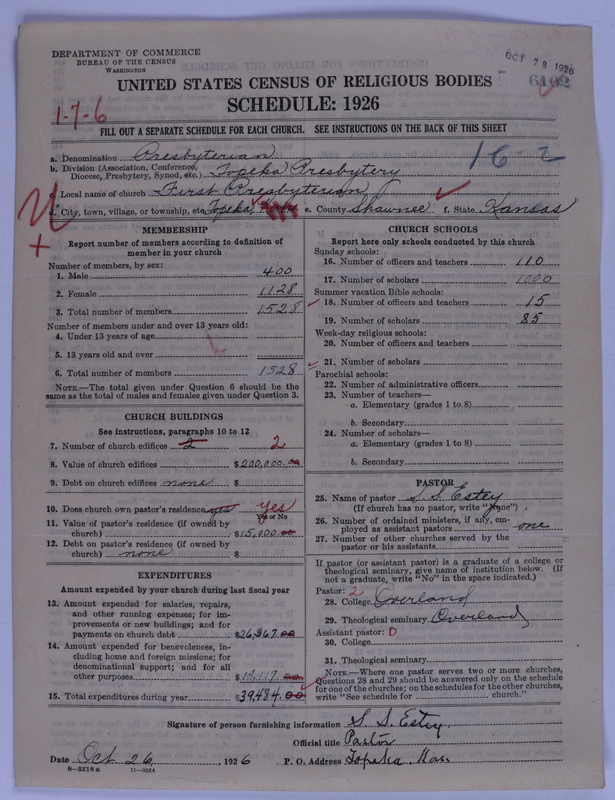 DEPARTMENT OF COMMERCE
BUREAU OF THE CENSUS
WASHINGTON
OCT 28 1926
UNITED STATES CENSUS OF RELIGIOUS BODIES
SCHEDULE: 1926
1-7-6
FILL OUT A SEPARATE SCHEDULE FOR EACH CHURCH. SEE INSTRUCTIONS ON THE BACK OF THIS SHEET
a. Denomination Presbyterian
162
b. Division (Association, Conference, Diocese, Presbytery, Synod, etc.) Topeka Presbytery
Local name of church First Presbyterian
d. City, town, village, or township, etc. Topeka e. County Shawnee f. State Kansas
MEMBERSHIP
Report number of members according to definition of
member in your church
Number of members, by sex:
1. Male 400
2. Female 1128
3. Total number of members 1528
Number of members under and over 13 years old:
4. Under 13 years of age
5. 13 years old and over
6. Total number of members 1528
NOTE.—The total given under Question 6 should be the
same as the total of males and females given under Question 3.
CHURCH BUILDINGS
See instructions, paragraphs 10 to 12
7. Number of church edifices 2 2
8. Value of church edifices $200,000.00
9. Debt on church edifices none $
10. Does church own pastor's residence yes yes
Yes or No
11. Value of pastor's residence (if owned by
church) $15,000.00
12. Debt on pastor's residence (if owned by
church) none $
EXPENDITURES
Amount expended by your church during last fiscal year
13. Amount expended for salaries, repairs,
and other running expenses; for im-
provements or new buildings; and for
payments on church debt $26,367.00
14. Amount expended for benevolences, in-
cluding home and foreign missions; for
denominational support; and for all
other purposes $13,117.00
15. Total expenditures during year $39,484.00
CHURCH SCHOOLS
Report here only schools conducted by this church
Sunday schools:
16. Number of officers and teachers 110
17. Number of scholars 1000
Summer vacation Bible schools:
18. Number of officers and teachers 15
19. Number of scholars 85
Week-day religious schools:
20. Number of officers and teachers
21. Number of scholars
Parochial schools:
22. Number of administrative officers
23. Number of teachers—
a. Elementary (grades 1 to 8)
b. Secondary
24. Number of scholars—
a. Elementary (grades 1 to 8)
b. Secondary
PASTOR
25. Name of pastor S. S. Estey
(If church has no pastor, write "None")
26. Number of ordained ministers, if any, em-
ployed as assistant pastors one
27. Number of other churches served by the
pastor or his assistants
If pastor (or assistant pastor) is a graduate of a college or
theological seminary, give name of institution below. (If
not a graduate, write "No" in the space indicated.)
Pastor: 2
28. College Overland
29. Theological seminary Overland
Assistant pastor: 0
30. College
31. Theological seminary
NOTE.—Where one pastor serves two or more churches,
Questions 28 and 29 should be answered only on the schedule
for one of the churches; on the schedules for the other churches,
write "See schedule for church."
Signature of person furnishing information S. S. Estey
Official title Pastor
Date Oct 26, 1926 P. O. Address Topeka, Kans
8-5518a 11-9054